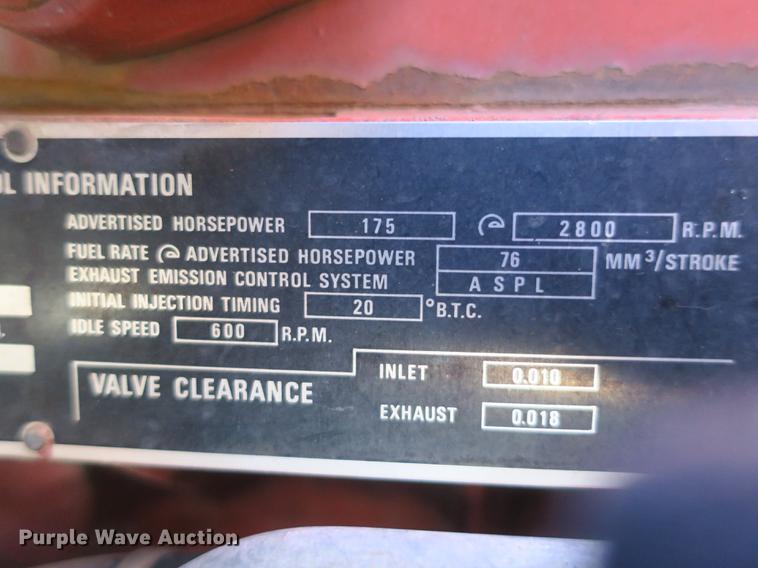 INFORMATION
ADVERTISED HORSEPOWER 175 @ 2800 R.P.M.
FUEL RATE @ ADVERTISED HORSEPOWER 76 MM³/STROKE
EXHAUST EMISSION CONTROL SYSTEM ASPL
INITIAL INJECTION TIMING 20 °B.T.C.
IDLE SPEED 600 R.P.M.
VALVE CLEARANCE
INLET 0.010
EXHAUST 0.018
Purple Wave Auction